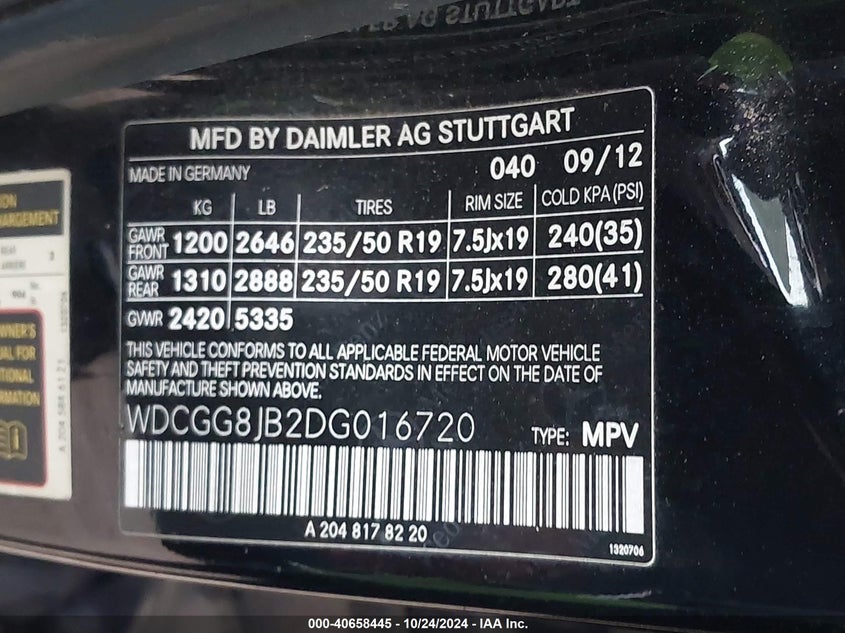 MFD BY DAIMLER AG STUTTGART
MADE IN GERMANY 040 09/12
KG LB TIRES RIM SIZE COLD KPA (PSI)
GAWR FRONT 1200 2646 235/50 R19 7.5Jx19 240(35)
GAWR REAR 1310 2888 235/50 R19 7.5Jx19 280(41)
GVWR 2420 5335
THIS VEHICLE CONFORMS TO ALL APPLICABLE FEDERAL MOTOR VEHICLE
SAFETY AND THEFT PREVENTION STANDARDS IN EFFECT ON THE DATE OF
MANUFACTURE SHOWN ABOVE.
WDCGG8JB2DG016720 TYPE: MPV
A 204 817 82 20
1320706
000-40658445 - 10/24/2024 - IAA Inc.